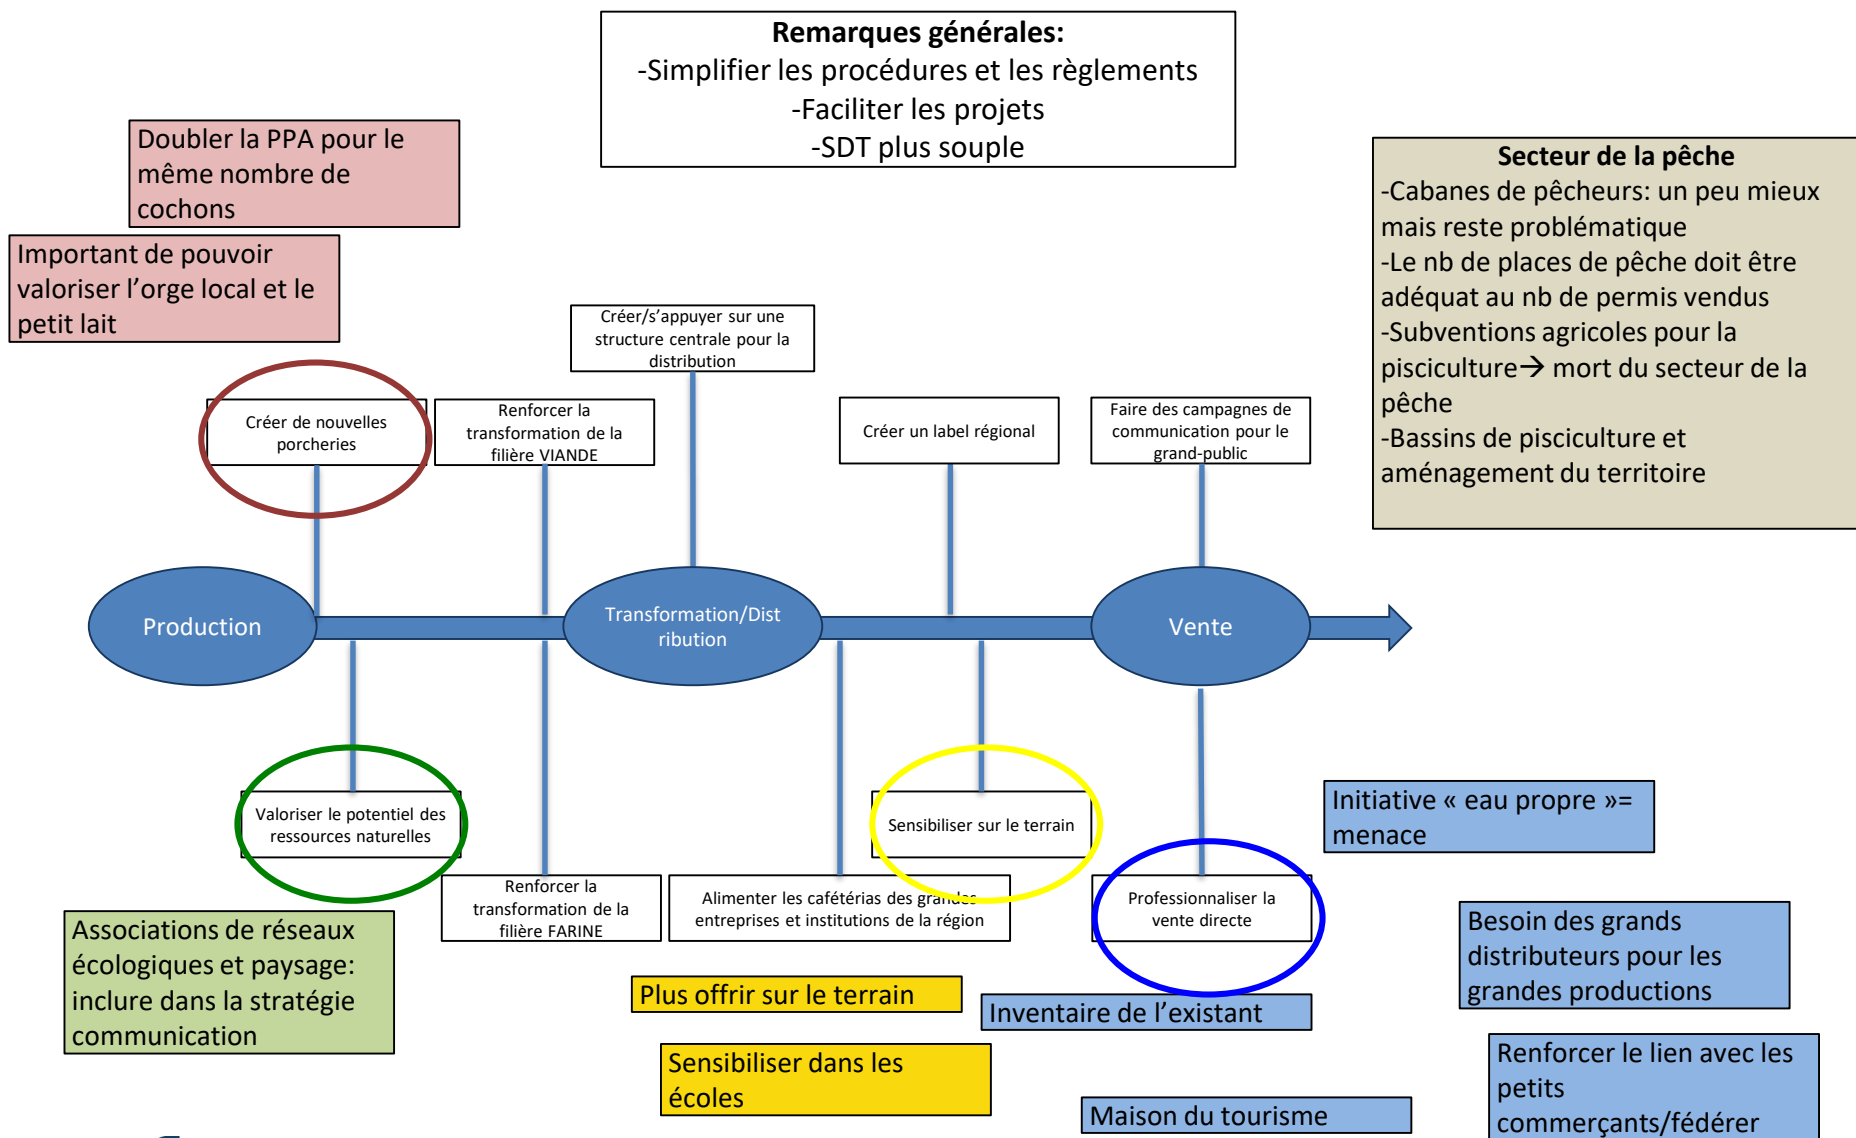 Remarques générales:
-Simplifier les procédures et les règlements
-Faciliter les projets
-SDT plus souple
Doubler la PPA pour le
même nombre de
cochons
Important de pouvoir
valoriser l’orge local et le
petit lait
Secteur de la pêche
-Cabanes de pêcheurs: un peu mieux
mais reste problématique
-Le nb de places de pêche doit être
adéquat au nb de permis vendus
-Subventions agricoles pour la
pisciculture→ mort du secteur de la
pêche
-Bassins de pisciculture et
aménagement du territoire
Créer/s’appuyer sur une
structure centrale pour la
distribution
Créer de nouvelles
porcheries
Renforcer la
transformation de la
filière VIANDE
Créer un label régional
Faire des campagnes de
communication pour le
grand-public
Production
Transformation/Dist
ribution
Vente
Valoriser le potentiel des
ressources naturelles
Sensibiliser sur le terrain
Renforcer la
transformation de la
filière FARINE
Alimenter les cafétérias des grandes
entreprises et institutions de la région
Professionnaliser la
vente directe
Initiative « eau propre »=
menace
Associations de réseaux
écologiques et paysage:
inclure dans la stratégie
communication
Plus offrir sur le terrain
Inventaire de l’existant
Besoin des grands
distributeurs pour les
grandes productions
Sensibiliser dans les
écoles
Maison du tourisme
Renforcer le lien avec les
petits
commerçants/fédérer